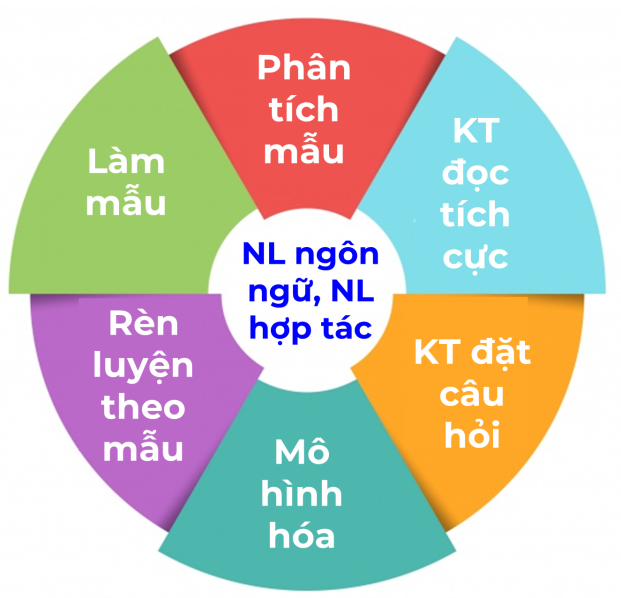 Phân
tích
mẫu
KT
đọc
tích
cực
KT đặt
câu
hỏi
Mô
hình
hóa
Rèn
luyện
theo
mẫu
Làm
mẫu
NL ngôn
ngữ, NL
hợp tác